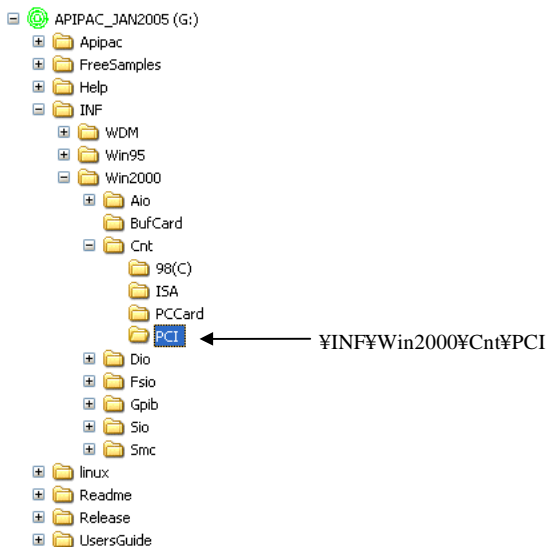 APIPAC_JAN2005 (G:)
Apipac
FreeSamples
Help
INF
WDM
Win95
Win2000
Aio
BufCard
Cnt
98(C)
ISA
PCCard
PCI
¥INF¥Win2000¥Cnt¥PCI
Dio
Fsio
Gpib
Sio
Smc
linux
Readme
Release
UsersGuide